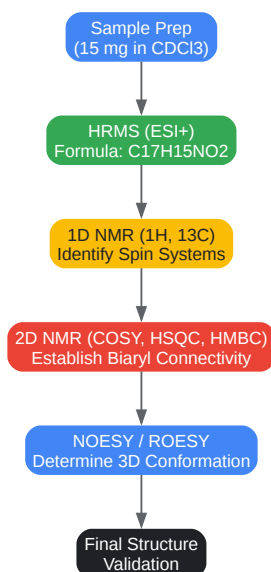 Sample Prep
(15 mg in CDCl3)
HRMS (ESI+)
Formula: C17H15NO2
1D NMR (1H, 13C)
Identify Spin Systems
2D NMR (COSY, HSQC, HMBC)
Establish Biaryl Connectivity
NOESY / ROESY
Determine 3D Conformation
Final Structure
Validation